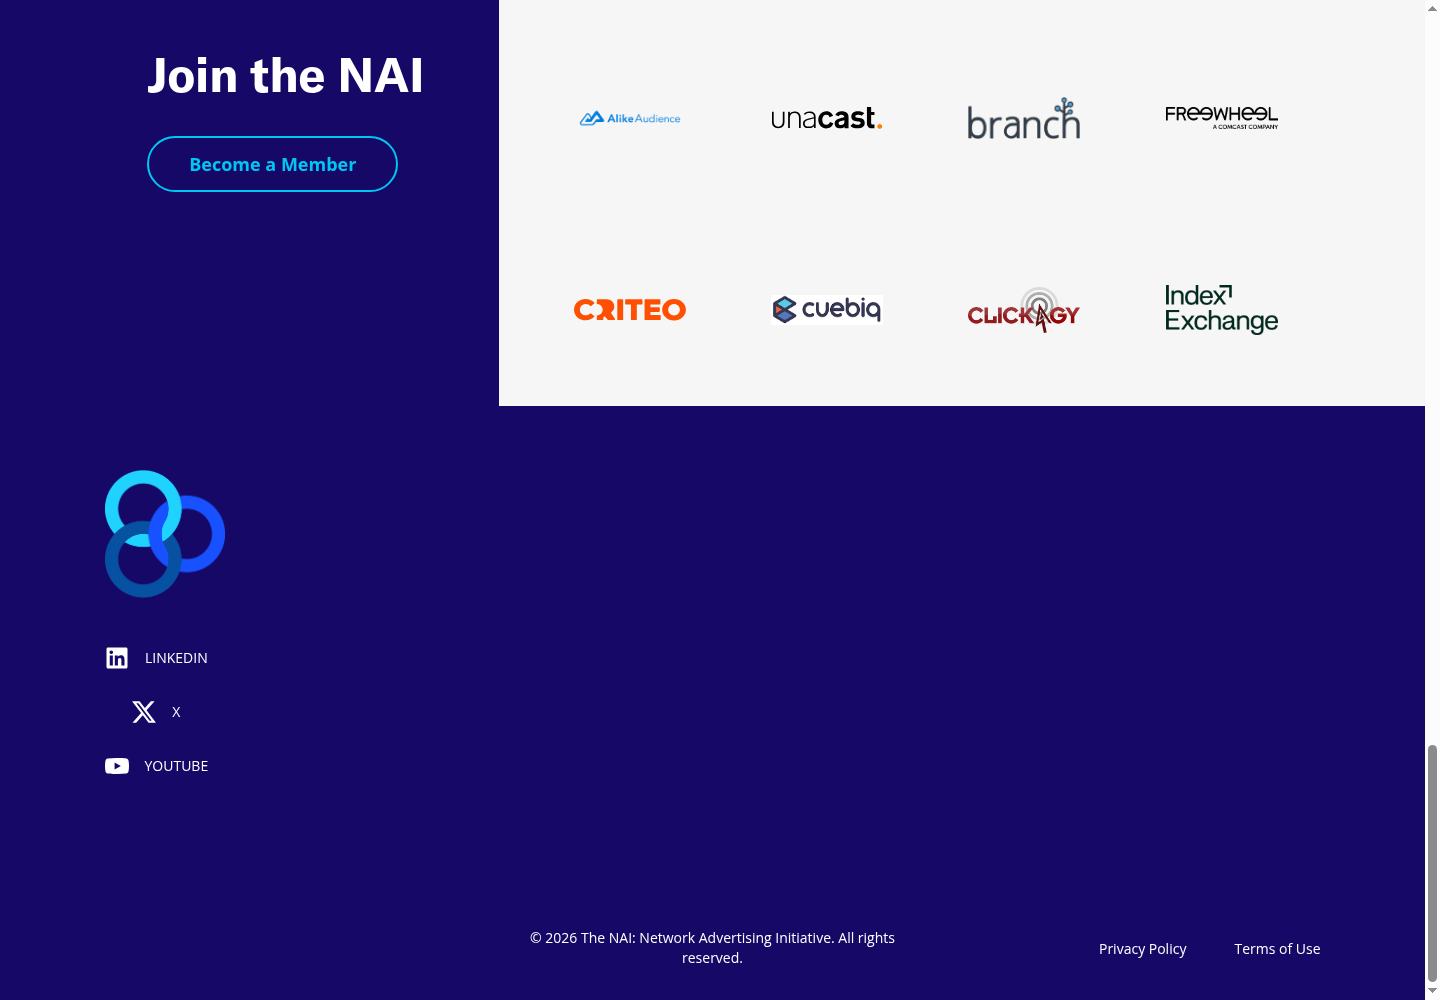 Join the NAI
Become a Member
AlikeAudience
unacast.
branch
FREEWHEEL
A COMCAST COMPANY
CRITEO
cuebiq
CLICKAGY
Index
Exchange
LINKEDIN
X
YOUTUBE
© 2026 The NAI: Network Advertising Initiative. All rights
reserved.
Privacy Policy
Terms of Use